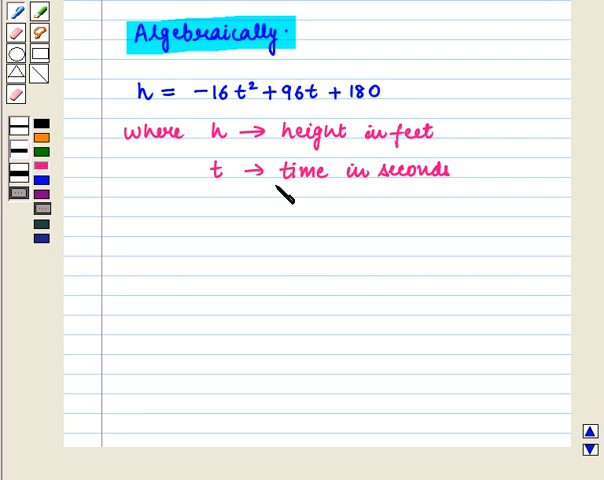 Algebraically.
h = -16t² + 96t + 180
where h → height in feet
t → time in seconds